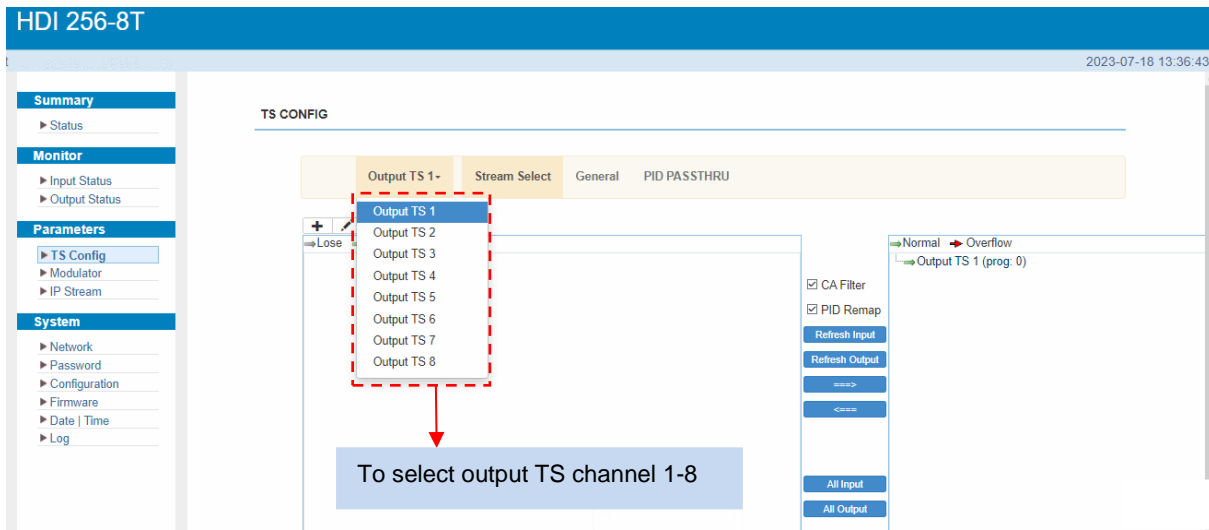 HDI 256-8T
2023-07-18 13:36:43
Summary
Status
Monitor
Input Status
Output Status
Parameters
TS Config
Modulator
IP Stream
System
Network
Password
Configuration
Firmware
Date | Time
Log
TS CONFIG
Output TS 1 Stream Select General PID PASSTHRU
Output TS 1
Output TS 2
Output TS 3
Output TS 4
Output TS 5
Output TS 6
Output TS 7
Output TS 8
Lose
CA Filter
PID Remap
Refresh Input
Refresh Output
===>
<===
All Input
All Output
Normal Overflow
Output TS 1 (prog: 0)
To select output TS channel 1-8